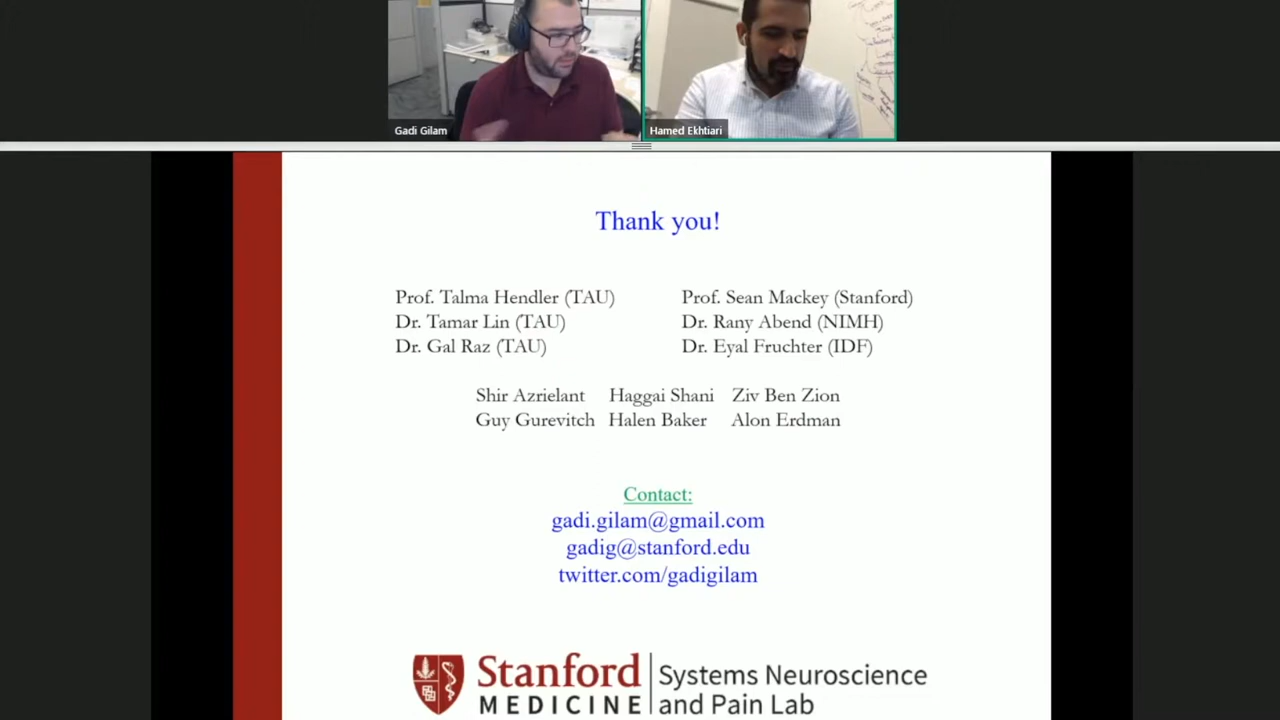 Gadi Gilam
Hamed Ekhtiari
Thank you!
Prof. Talma Hendler (TAU)
Dr. Tamar Lin (TAU)
Dr. Gal Raz (TAU)
Prof. Sean Mackey (Stanford)
Dr. Rany Abend (NIMH)
Dr. Eyal Fruchter (IDF)
Shir Azrielant Haggai Shani Ziv Ben Zion
Guy Gurevitch Halen Baker Alon Erdman
Contact:
gadi.gilam@gmail.com
gadig@stanford.edu
twitter.com/gadigilam
Stanford
MEDICINE
Systems Neuroscience
and Pain Lab